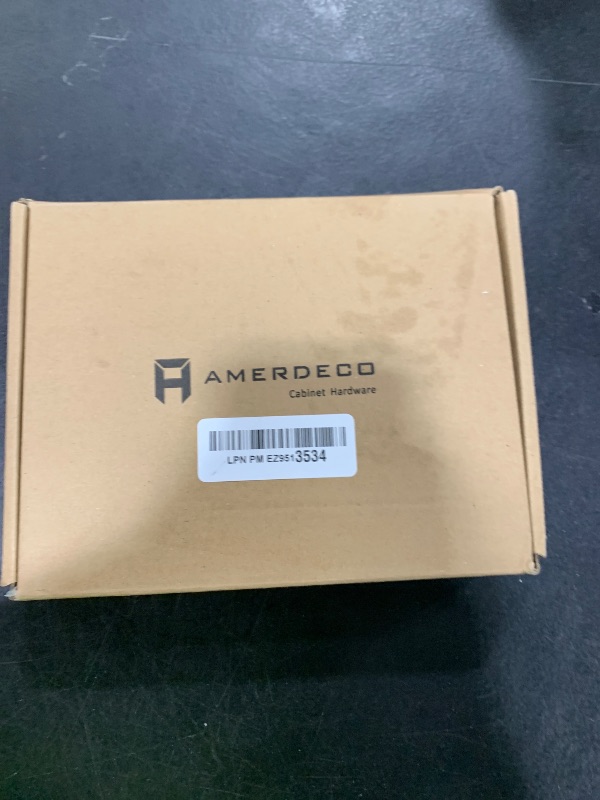 AMERDECO
Cabinet Hardware
LPN PM EZ9513534